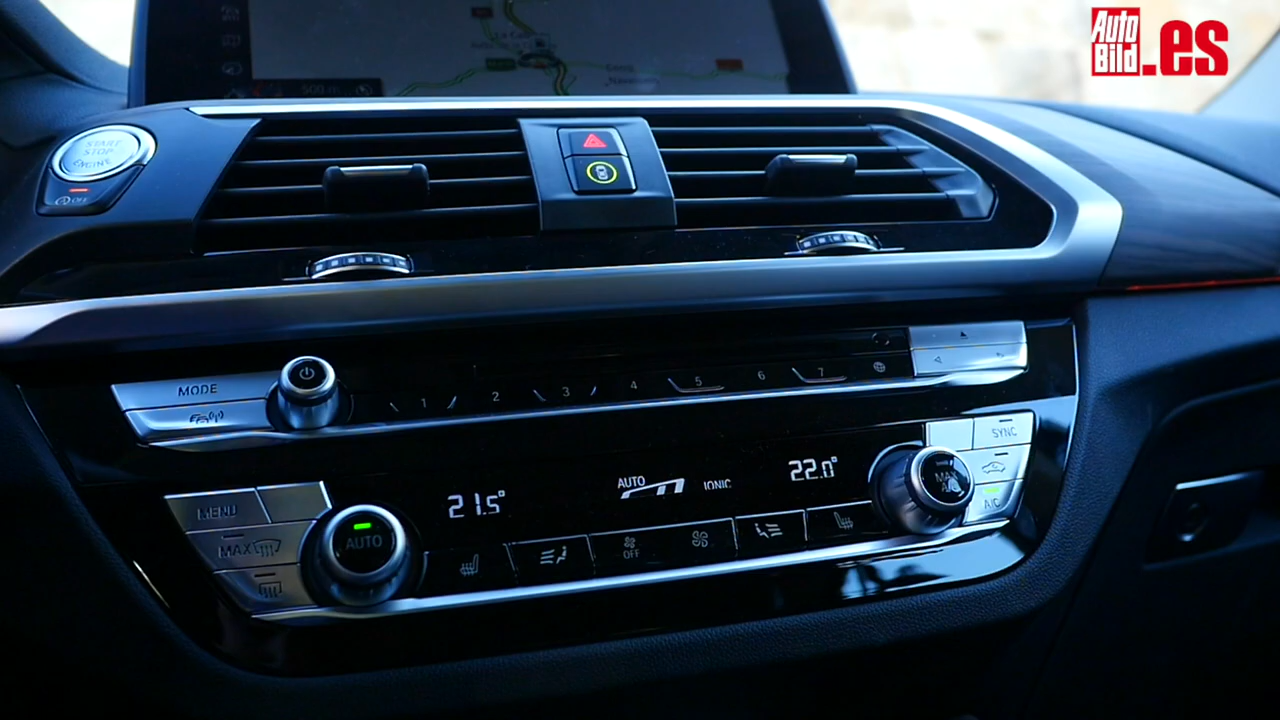 Auto
Bild
.es
START
STOP
ENGINE
OFF
500 m
MODE
1 2 3 4 5 6 7
MENU
MAX
AUTO
21.5°
AUTO
IONIC
22.0°
OFF
SYNC
MAX
A/C
A/C